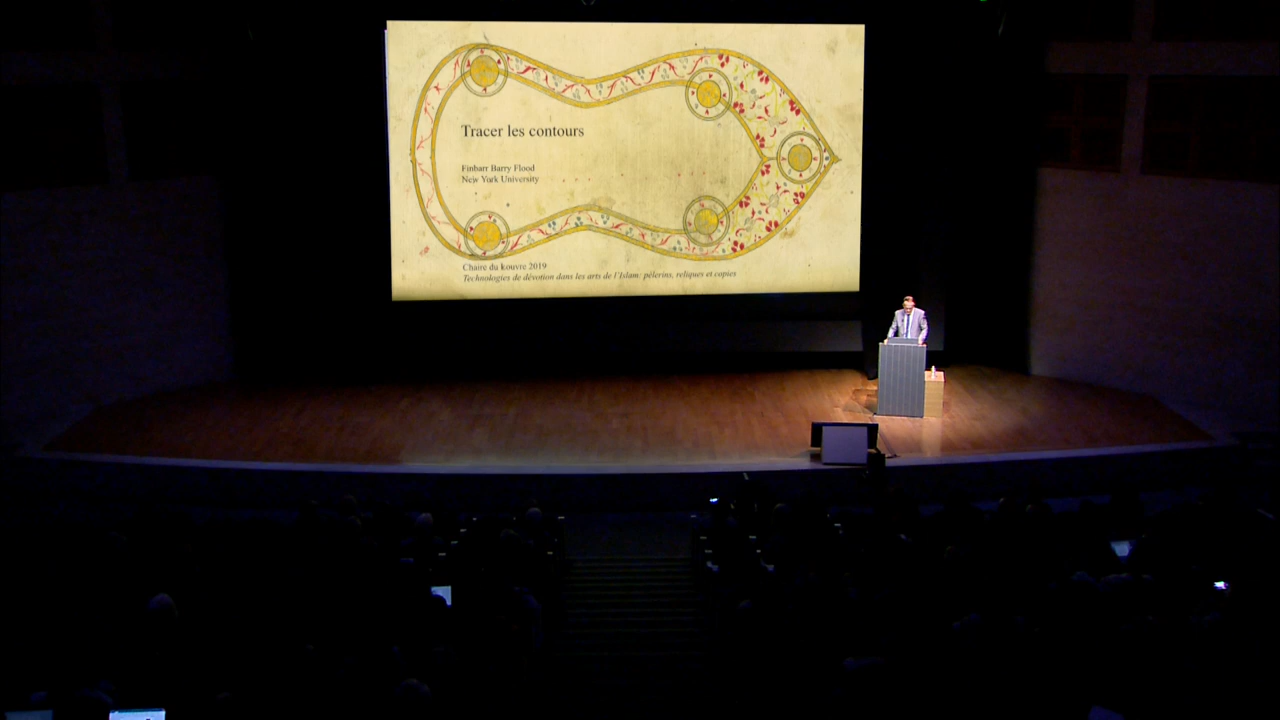 Tracer les contours
Finbarr Barry Flood
New York University
Chaire du Louvre 2019
Technologies de dévotion dans les arts de l'Islam: pèlerins, reliques et copies